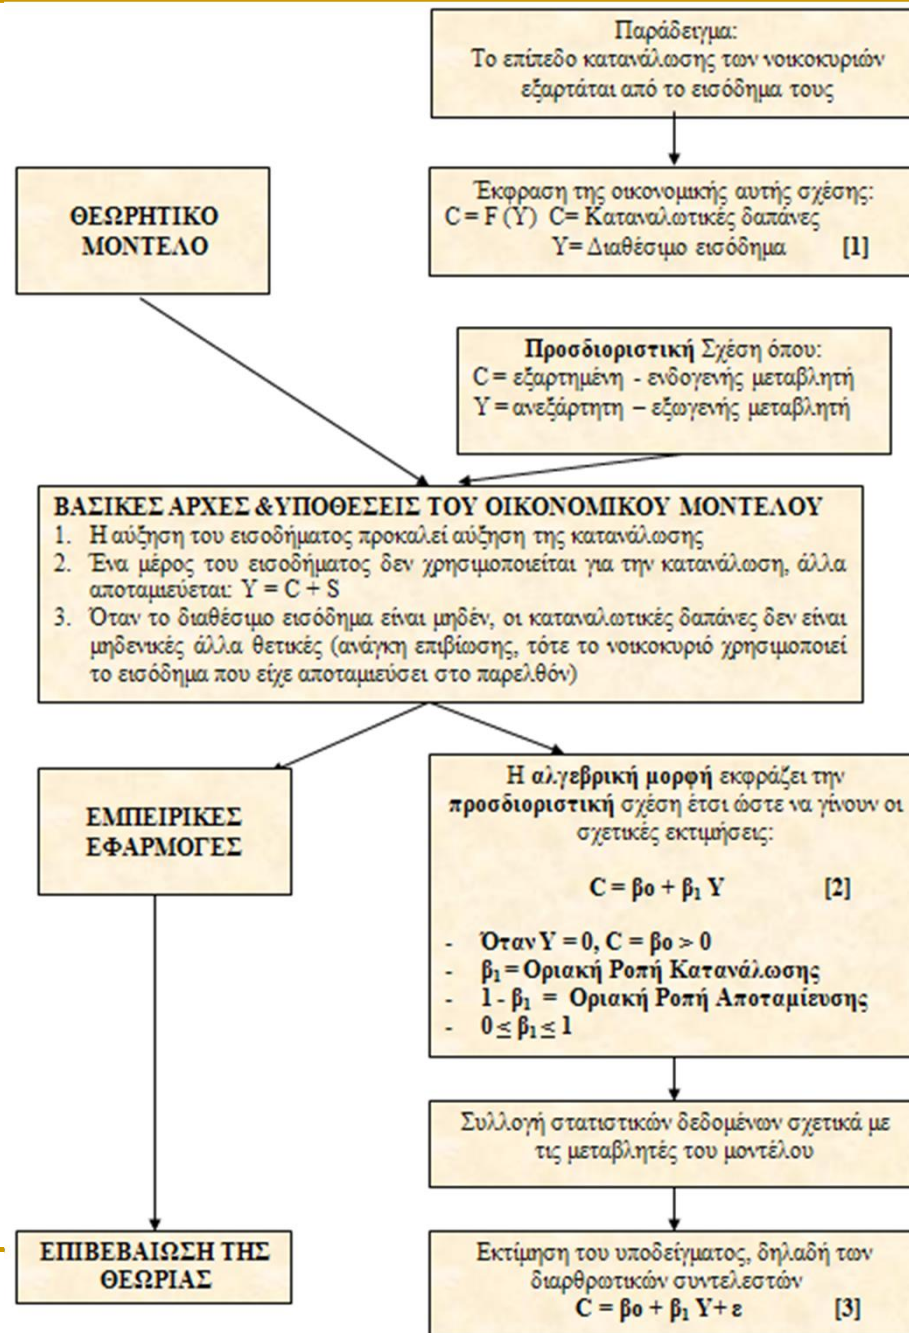 Παράδειγμα:
Το επίπεδο κατανάλωσης των νοικοκυριών
εξαρτάται από το εισόδημα τους
ΘΕΩΡΗΤΙΚΟ
ΜΟΝΤΕΛΟ
Έκφραση της οικονομικής αυτής σχέσης:
C = F (Y) C= Καταναλωτικές δαπάνες
Y= Διαθέσιμο εισόδημα [1]
Προσδιοριστική Σχέση όπου:
C = εξαρτημένη - ενδογενής μεταβλητή
Y = ανεξάρτητη – εξωγενής μεταβλητή
ΒΑΣΙΚΕΣ ΑΡΧΕΣ &ΥΠΟΘΕΣΕΙΣ ΤΟΥ ΟΙΚΟΝΟΜΙΚΟΥ ΜΟΝΤΕΛΟΥ
1. Η αύξηση του εισοδήματος προκαλεί αύξηση της κατανάλωσης
2. Ένα μέρος του εισοδήματος δεν χρησιμοποιείται για την κατανάλωση, άλλα
αποταμιεύεται: Y = C + S
3. Όταν το διαθέσιμο εισόδημα είναι μηδέν, οι καταναλωτικές δαπάνες δεν είναι
μηδενικές άλλα θετικές (ανάγκη επιβίωσης, τότε το νοικοκυριό χρησιμοποιεί
το εισόδημα που είχε αποταμιεύσει στο παρελθόν)
ΕΜΠΕΙΡΙΚΕΣ
ΕΦΑΡΜΟΓΕΣ
Η αλγεβρική μορφή εκφράζει την
προσδιοριστική σχέση έτσι ώστε να γίνουν οι
σχετικές εκτιμήσεις:
C = βο + β₁ Y [2]
- Όταν Y = 0, C = βο > 0
- β₁ = Οριακή Ροπή Κατανάλωσης
- 1 - β₁ = Οριακή Ροπή Αποταμίευσης
- 0 ≤ β₁ ≤ 1
Συλλογή στατιστικών δεδομένων σχετικά με
τις μεταβλητές του μοντέλου
ΕΠΙΒΕΒΑΙΩΣΗ ΤΗΣ
ΘΕΩΡΙΑΣ
Εκτίμηση του υποδείγματος, δηλαδή των
διαρθρωτικών συντελεστών
C = βο + β₁ Y+ ε [3]